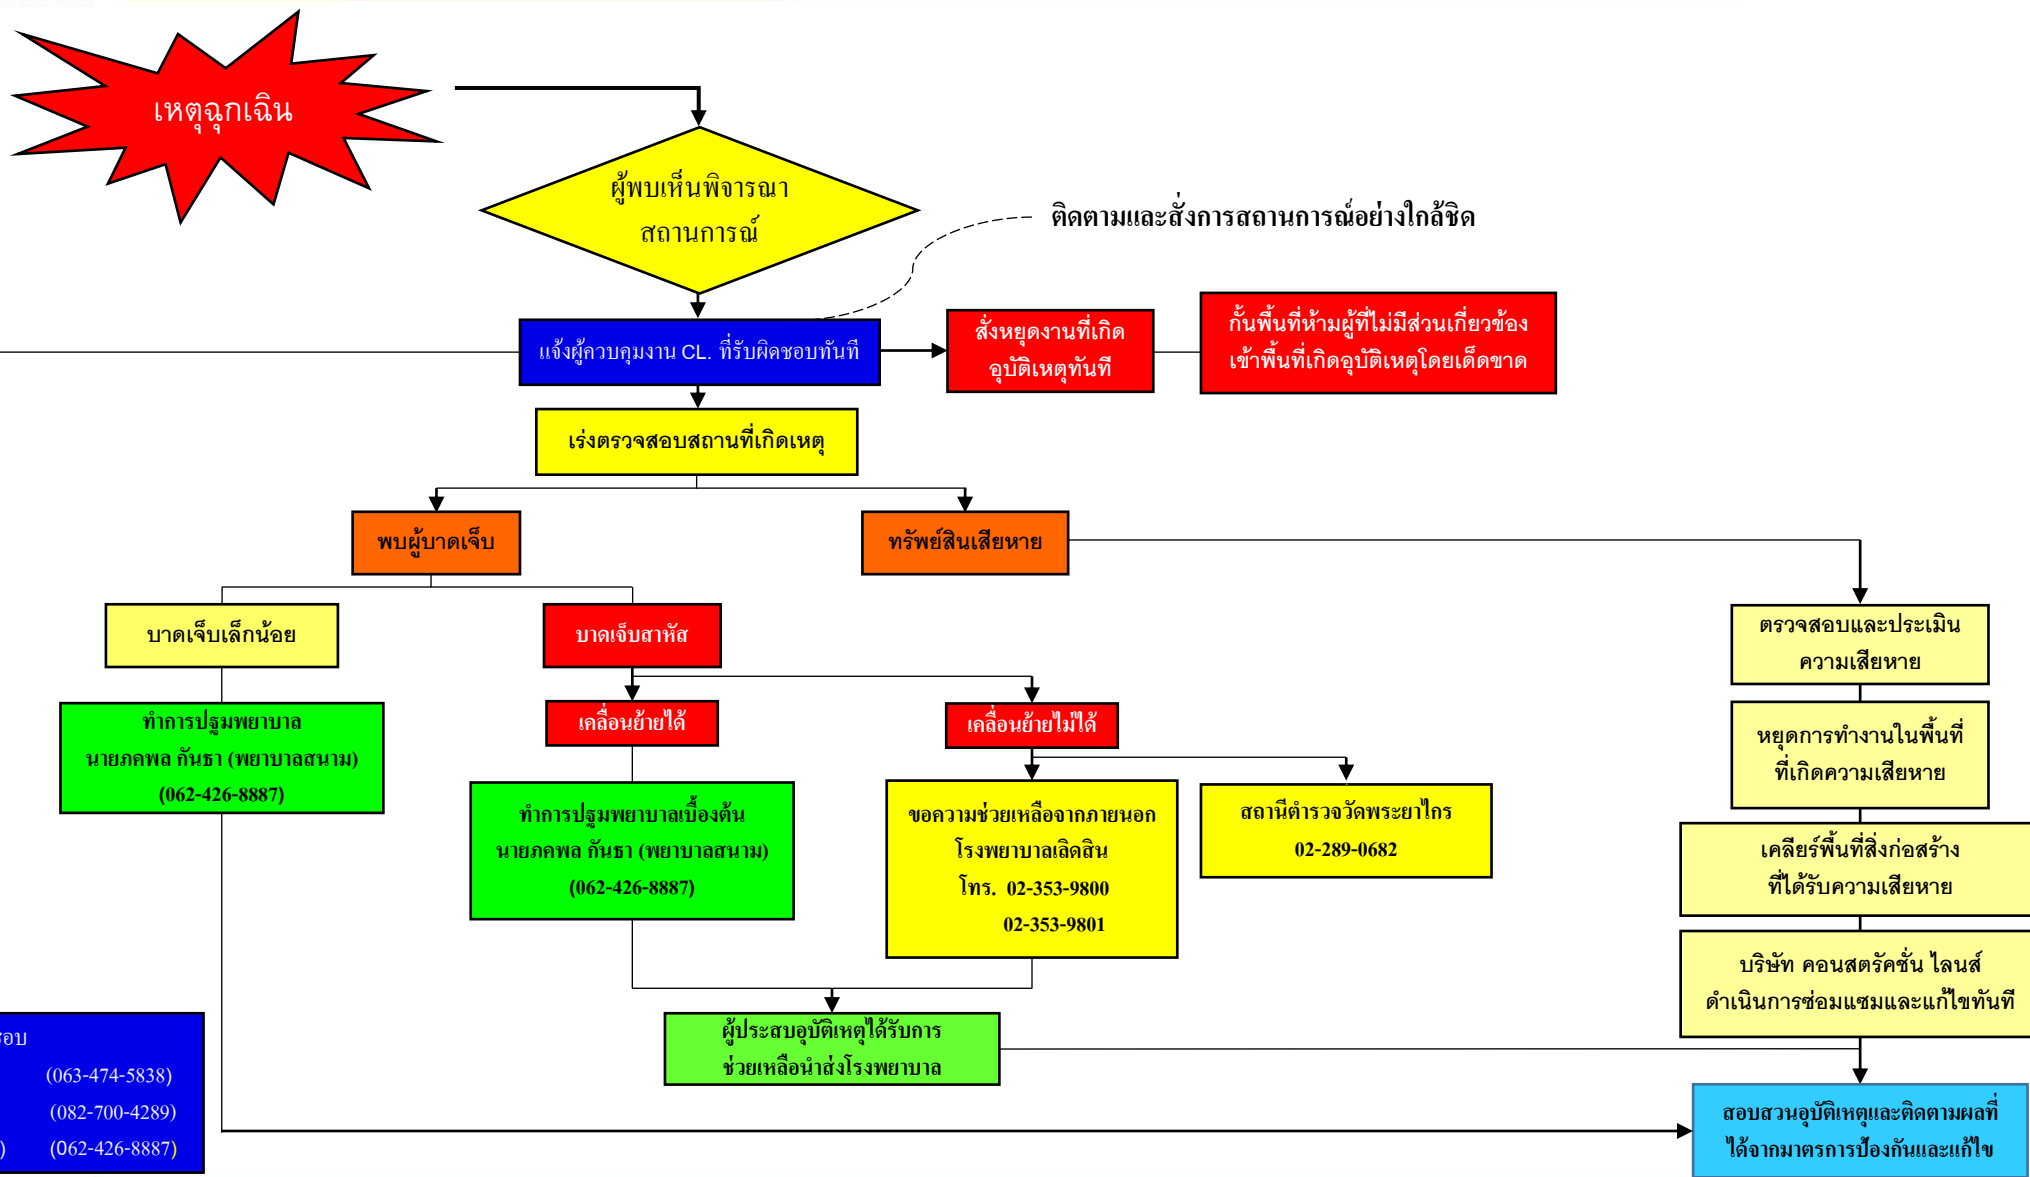 เหตุฉุกเฉิน
ผู้พบเห็นพิจารณา
สถานการณ์
ติดตามและสั่งการสถานการณ์อย่างใกล้ชิด
แจ้งผู้ควบคุมงาน CL. ที่รับผิดชอบทันที
สั่งหยุดงานที่เกิด
อุบัติเหตุทันที
กั้นพื้นที่ห้ามผู้ที่ไม่มีส่วนเกี่ยวข้อง
เข้าพื้นที่เกิดอุบัติเหตุโดยเด็ดขาด
เร่งตรวจสอบสถานที่เกิดเหตุ
พบผู้บาดเจ็บ
ทรัพย์สินเสียหาย
บาดเจ็บเล็กน้อย
บาดเจ็บสาหัส
ตรวจสอบและประเมิน
ความเสียหาย
ทำการปฐมพยาบาล
นายภคพล กันธา (พยาบาลสนาม)
(062-426-8887)
เคลื่อนย้ายได้
เคลื่อนย้ายไม่ได้
หยุดการทำงานในพื้นที่
ที่เกิดความเสียหาย
ทำการปฐมพยาบาลเบื้องต้น
นายภคพล กันธา (พยาบาลสนาม)
(062-426-8887)
ขอความช่วยเหลือจากภายนอก
โรงพยาบาลเลิดสิน
โทร. 02-353-9800
02-353-9801
สถานีตำรวจวัดพระยาไกร
02-289-0682
เคลียร์พื้นที่สิ่งก่อสร้าง
ที่ได้รับความเสียหาย
บริษัท คอนสตรัคชั่น ไลนส์
ดำเนินการซ่อมแซมและแก้ไขทันที
ผู้ประสบอุบัติเหตุได้รับการ
ช่วยเหลือนำส่งโรงพยาบาล
อบ
(063-474-5838)
(082-700-4289)
) (062-426-8887)
สอบสวนอุบัติเหตุและติดตามผลที่
ได้จากมาตรการป้องกันและแก้ไข